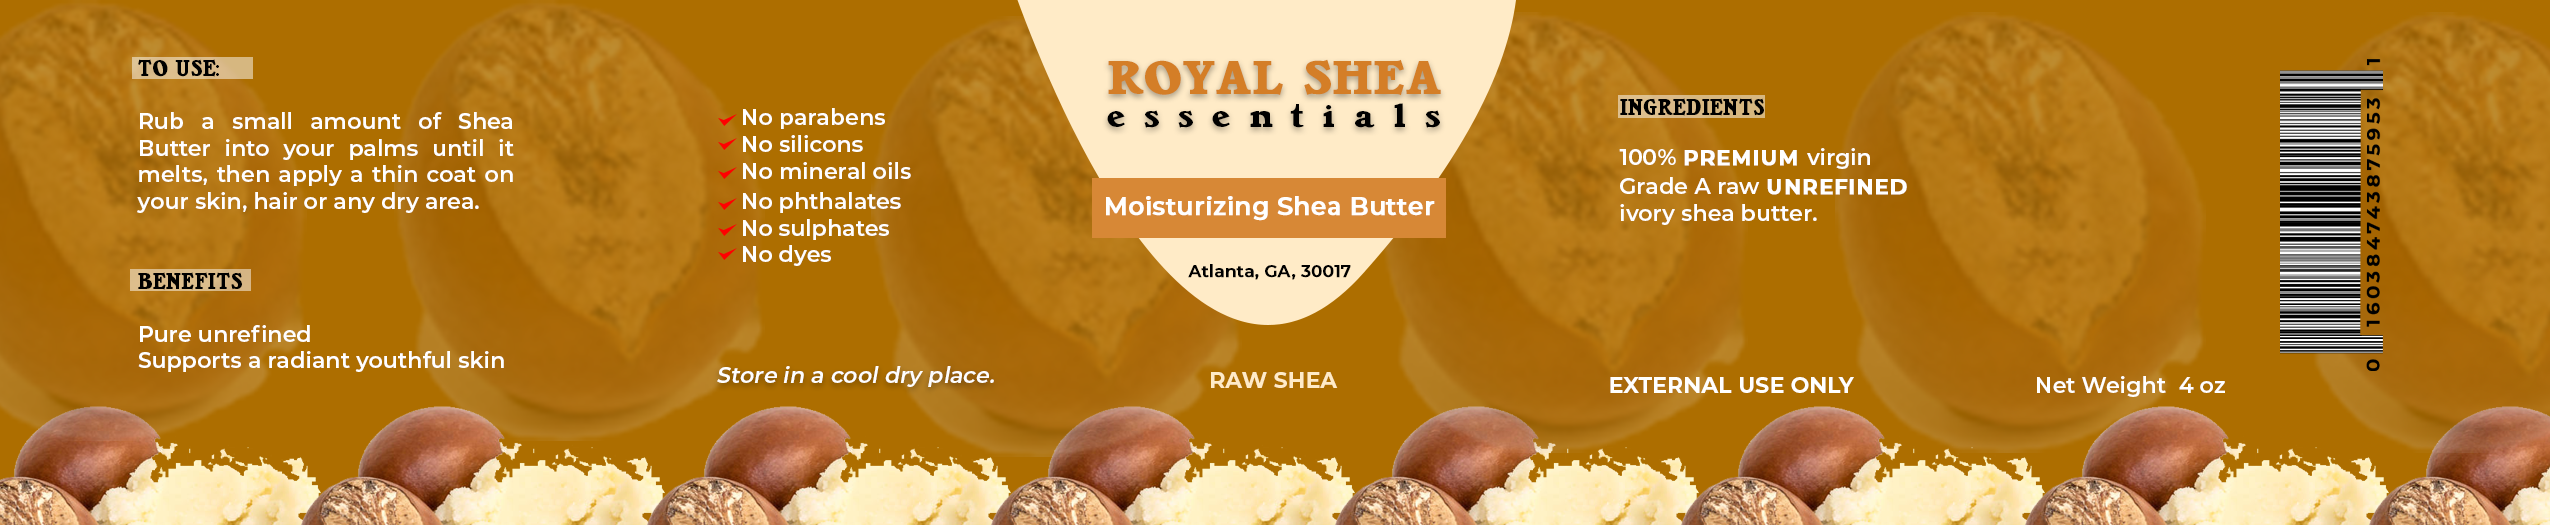 TO USE:
Rub a small amount of Shea
Butter into your palms until it
melts, then apply a thin coat on
your skin, hair or any dry area.
BENEFITS
Pure unrefined
Supports a radiant youthful skin
No parabens
No silicons
No mineral oils
No phthalates
No sulphates
No dyes
Store in a cool dry place.
ROYAL SHEA
essentials
Moisturizing Shea Butter
Atlanta, GA, 30017
RAW SHEA
INGREDIENTS
100% PREMIUM virgin
Grade A raw UNREFINED
ivory shea butter.
EXTERNAL USE ONLY
Net Weight 4 oz
0 160384743875953 1